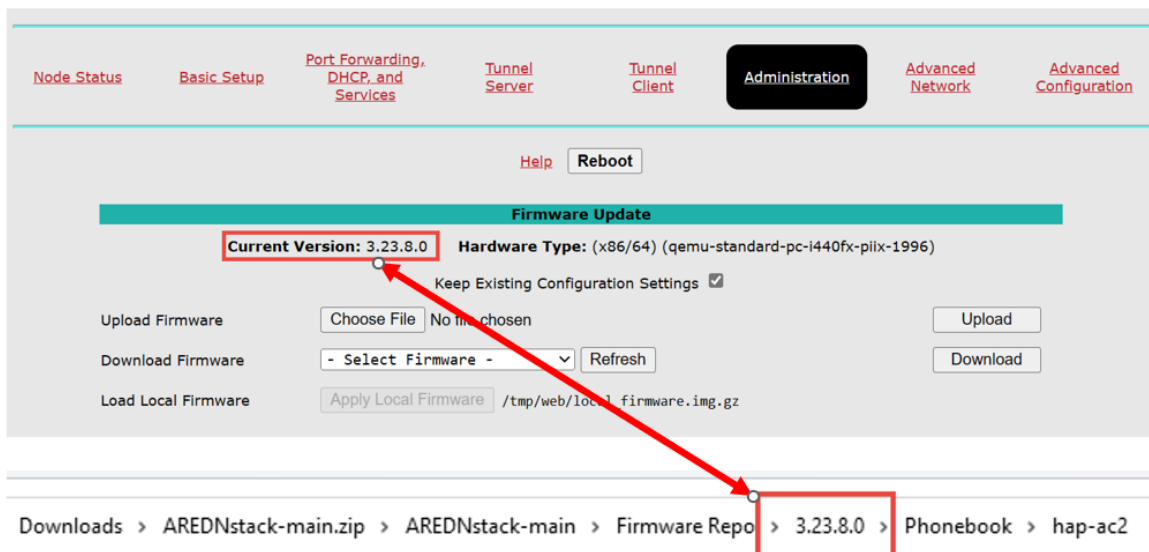 Node Status Basic Setup Port Forwarding, DHCP, and Services Tunnel Server Tunnel Client Administration Advanced Network Advanced Configuration
Help Reboot
Firmware Update
Current Version: 3.23.8.0 Hardware Type: (x86/64) (qemu-standard-pc-i440fx-piix-1996)
Keep Existing Configuration Settings
Upload Firmware Choose File No file chosen Upload
Download Firmware - Select Firmware - Refresh Download
Load Local Firmware Apply Local Firmware /tmp/web/local_firmware.img.gz
Downloads > AREDNstack-main.zip > AREDNstack-main > Firmware Repo > 3.23.8.0 > Phonebook > hap-ac2